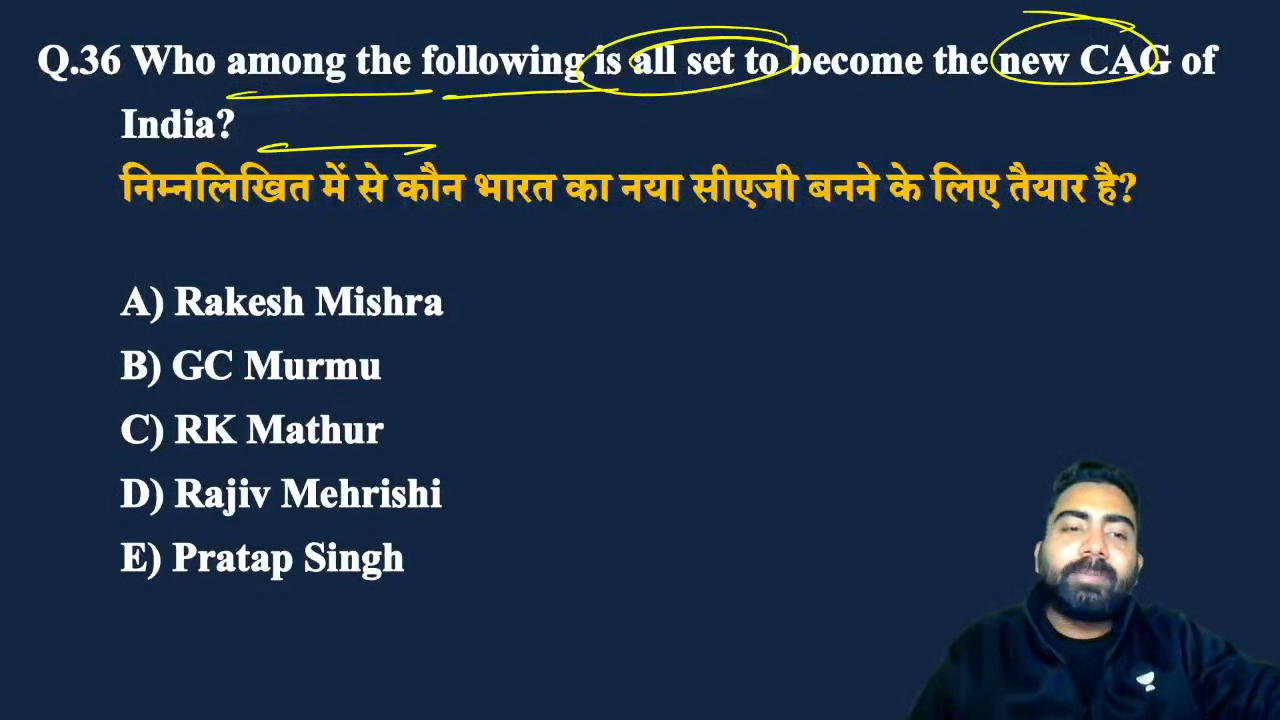 Q.36 Who among the following is all set to become the new CAG of
India?
निम्नलिखित में से कौन भारत का नया सीएजी बनने के लिए तैयार है?
A) Rakesh Mishra
B) GC Murmu
C) RK Mathur
D) Rajiv Mehrishi
E) Pratap Singh